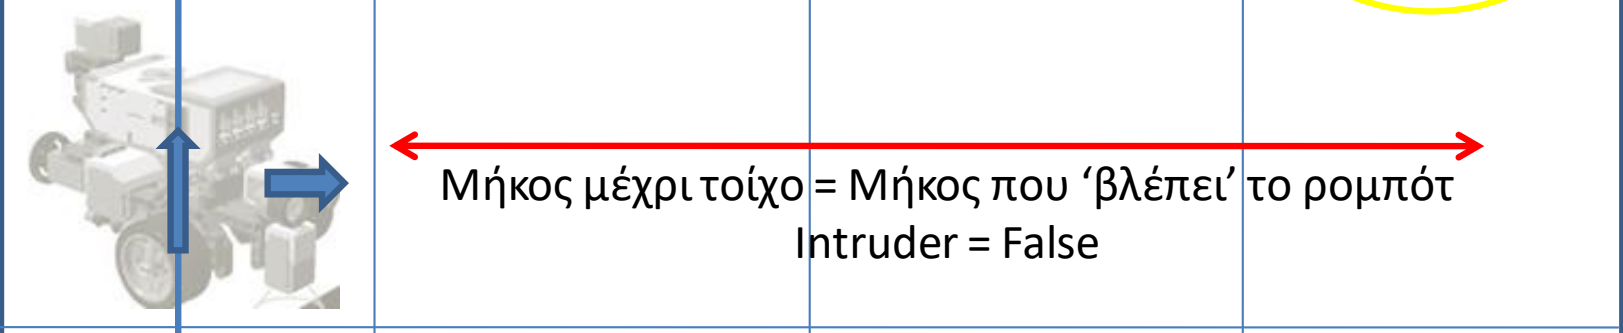 Μήκος μέχρι τοίχο = Μήκος που ‘βλέπει’ το ρομπότ
Intruder = False